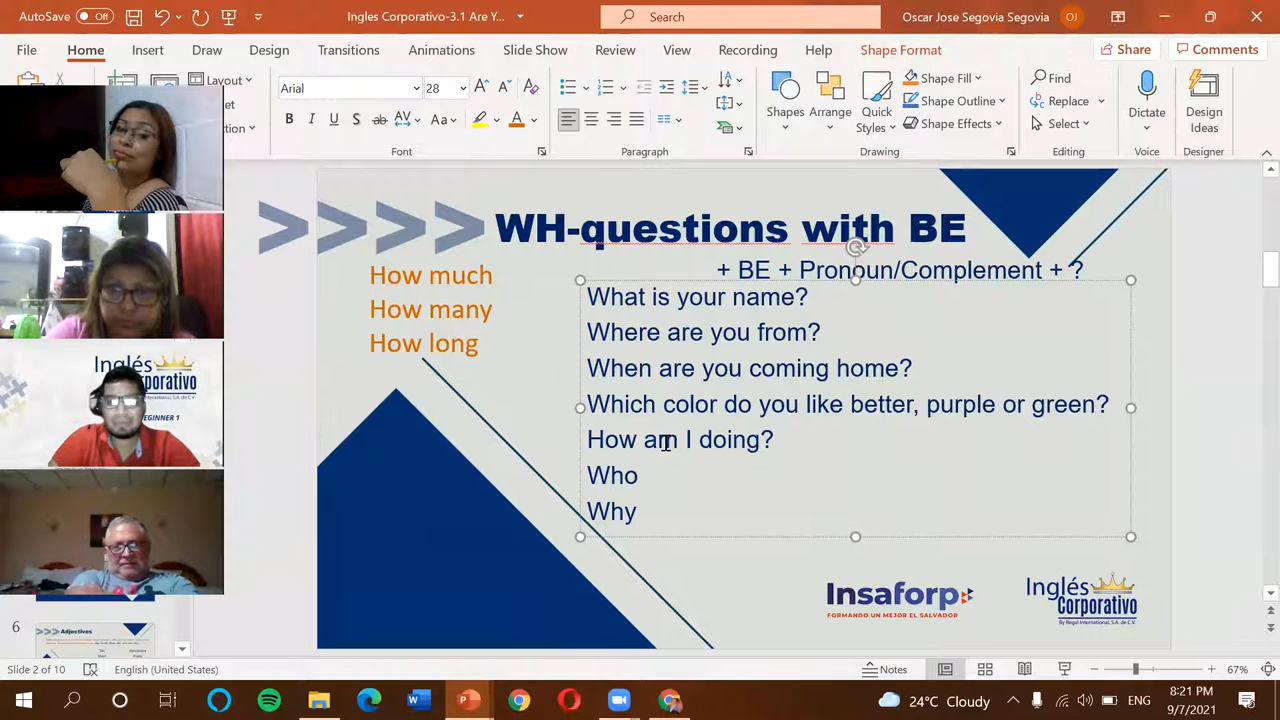 AutoSave Off
Ingles Corporativo-3.1 Are Y...
Search
Oscar Jose Segovia Segovia OJ
File Home Insert Draw Design Transitions Animations Slide Show Review View Recording Help Shape Format Share Comments
Layout
Arial 28
Shapes Arrange Quick Styles
Shape Fill
Shape Outline
Shape Effects
Find
Replace
Select
Dictate
Design Ideas
Font Paragraph Drawing Editing Voice Designer
>>>> WH-questions with BE
+ BE + Pronoun/Complement + ?
How much
How many
How long
What is your name?
Where are you from?
When are you coming home?
Which color do you like better, purple or green?
How am I doing?
Who
Why
Insaforp
FORMANDO UN MEJOR EL SALVADOR
Inglés
Corporativo
By Regal International, S.A. de C.V.
Inglés
Corporativo
6
Adjectives
Slide 2 of 10 English (United States) Notes 67%
24°C Cloudy ENG 8:21 PM
9/7/2021